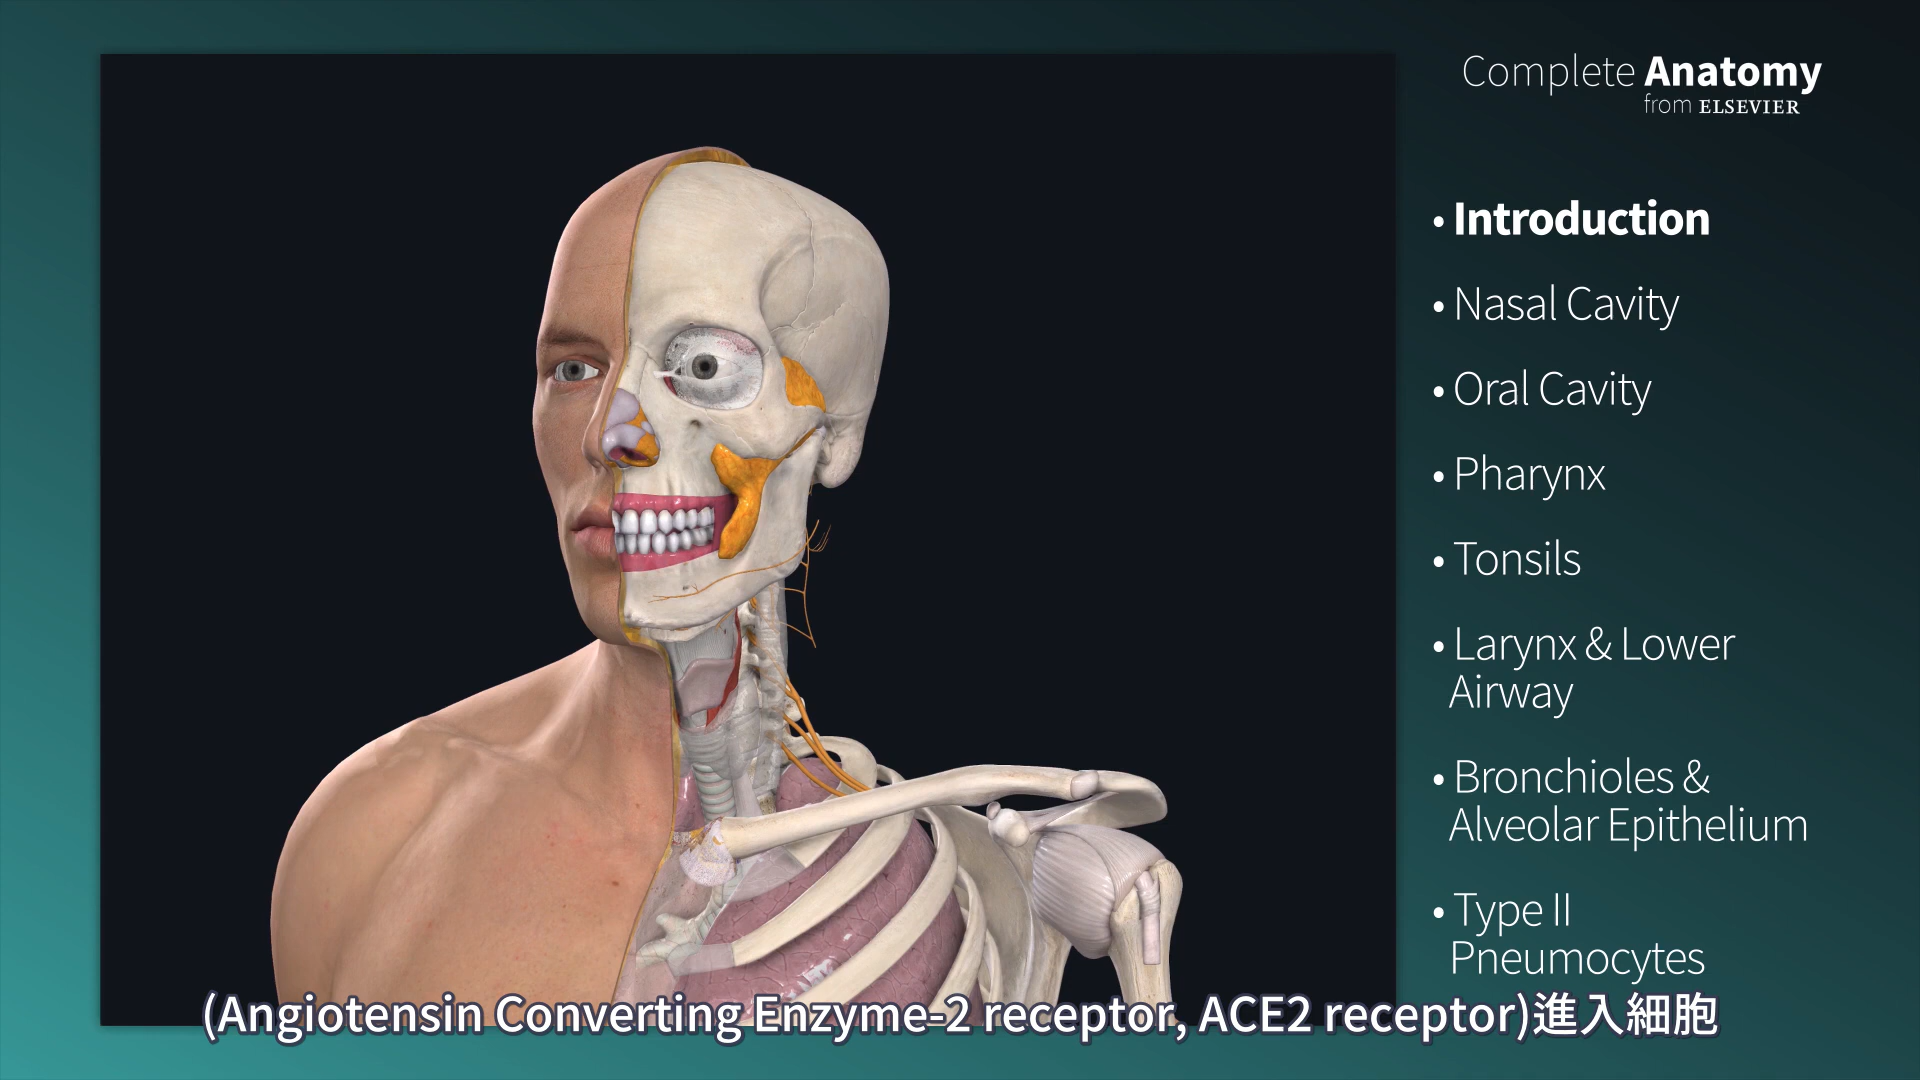 Complete Anatomy
from ELSEVIER
• Introduction
• Nasal Cavity
• Oral Cavity
• Pharynx
• Tonsils
• Larynx & Lower
Airway
• Bronchioles &
Alveolar Epithelium
• Type II
Pneumocytes
(Angiotensin Converting Enzyme-2 receptor, ACE2 receptor)進入細胞